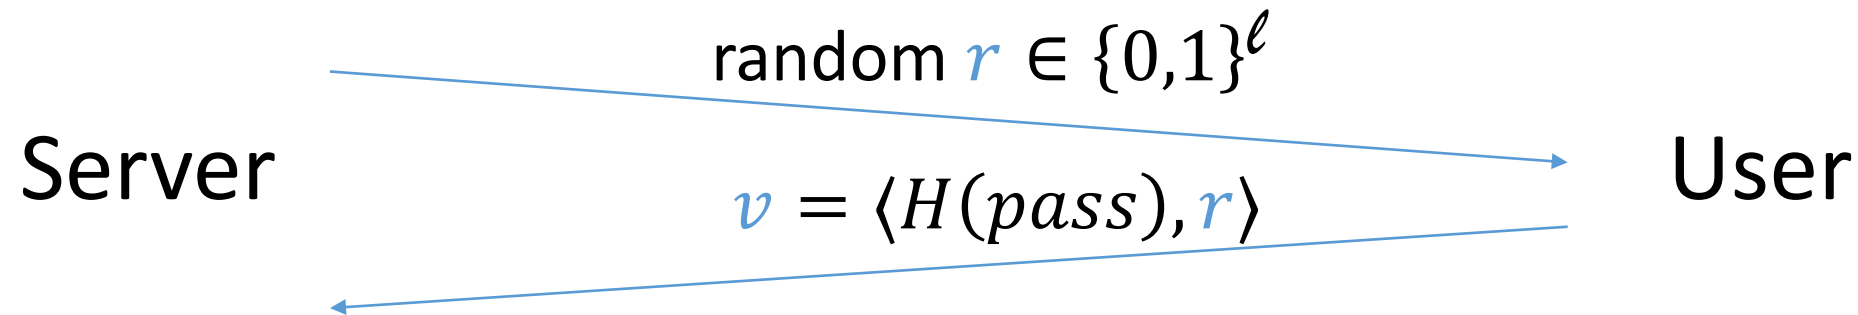 random r ∈ {0,1}^ℓ
Server
User
v = ⟨H(pass), r⟩